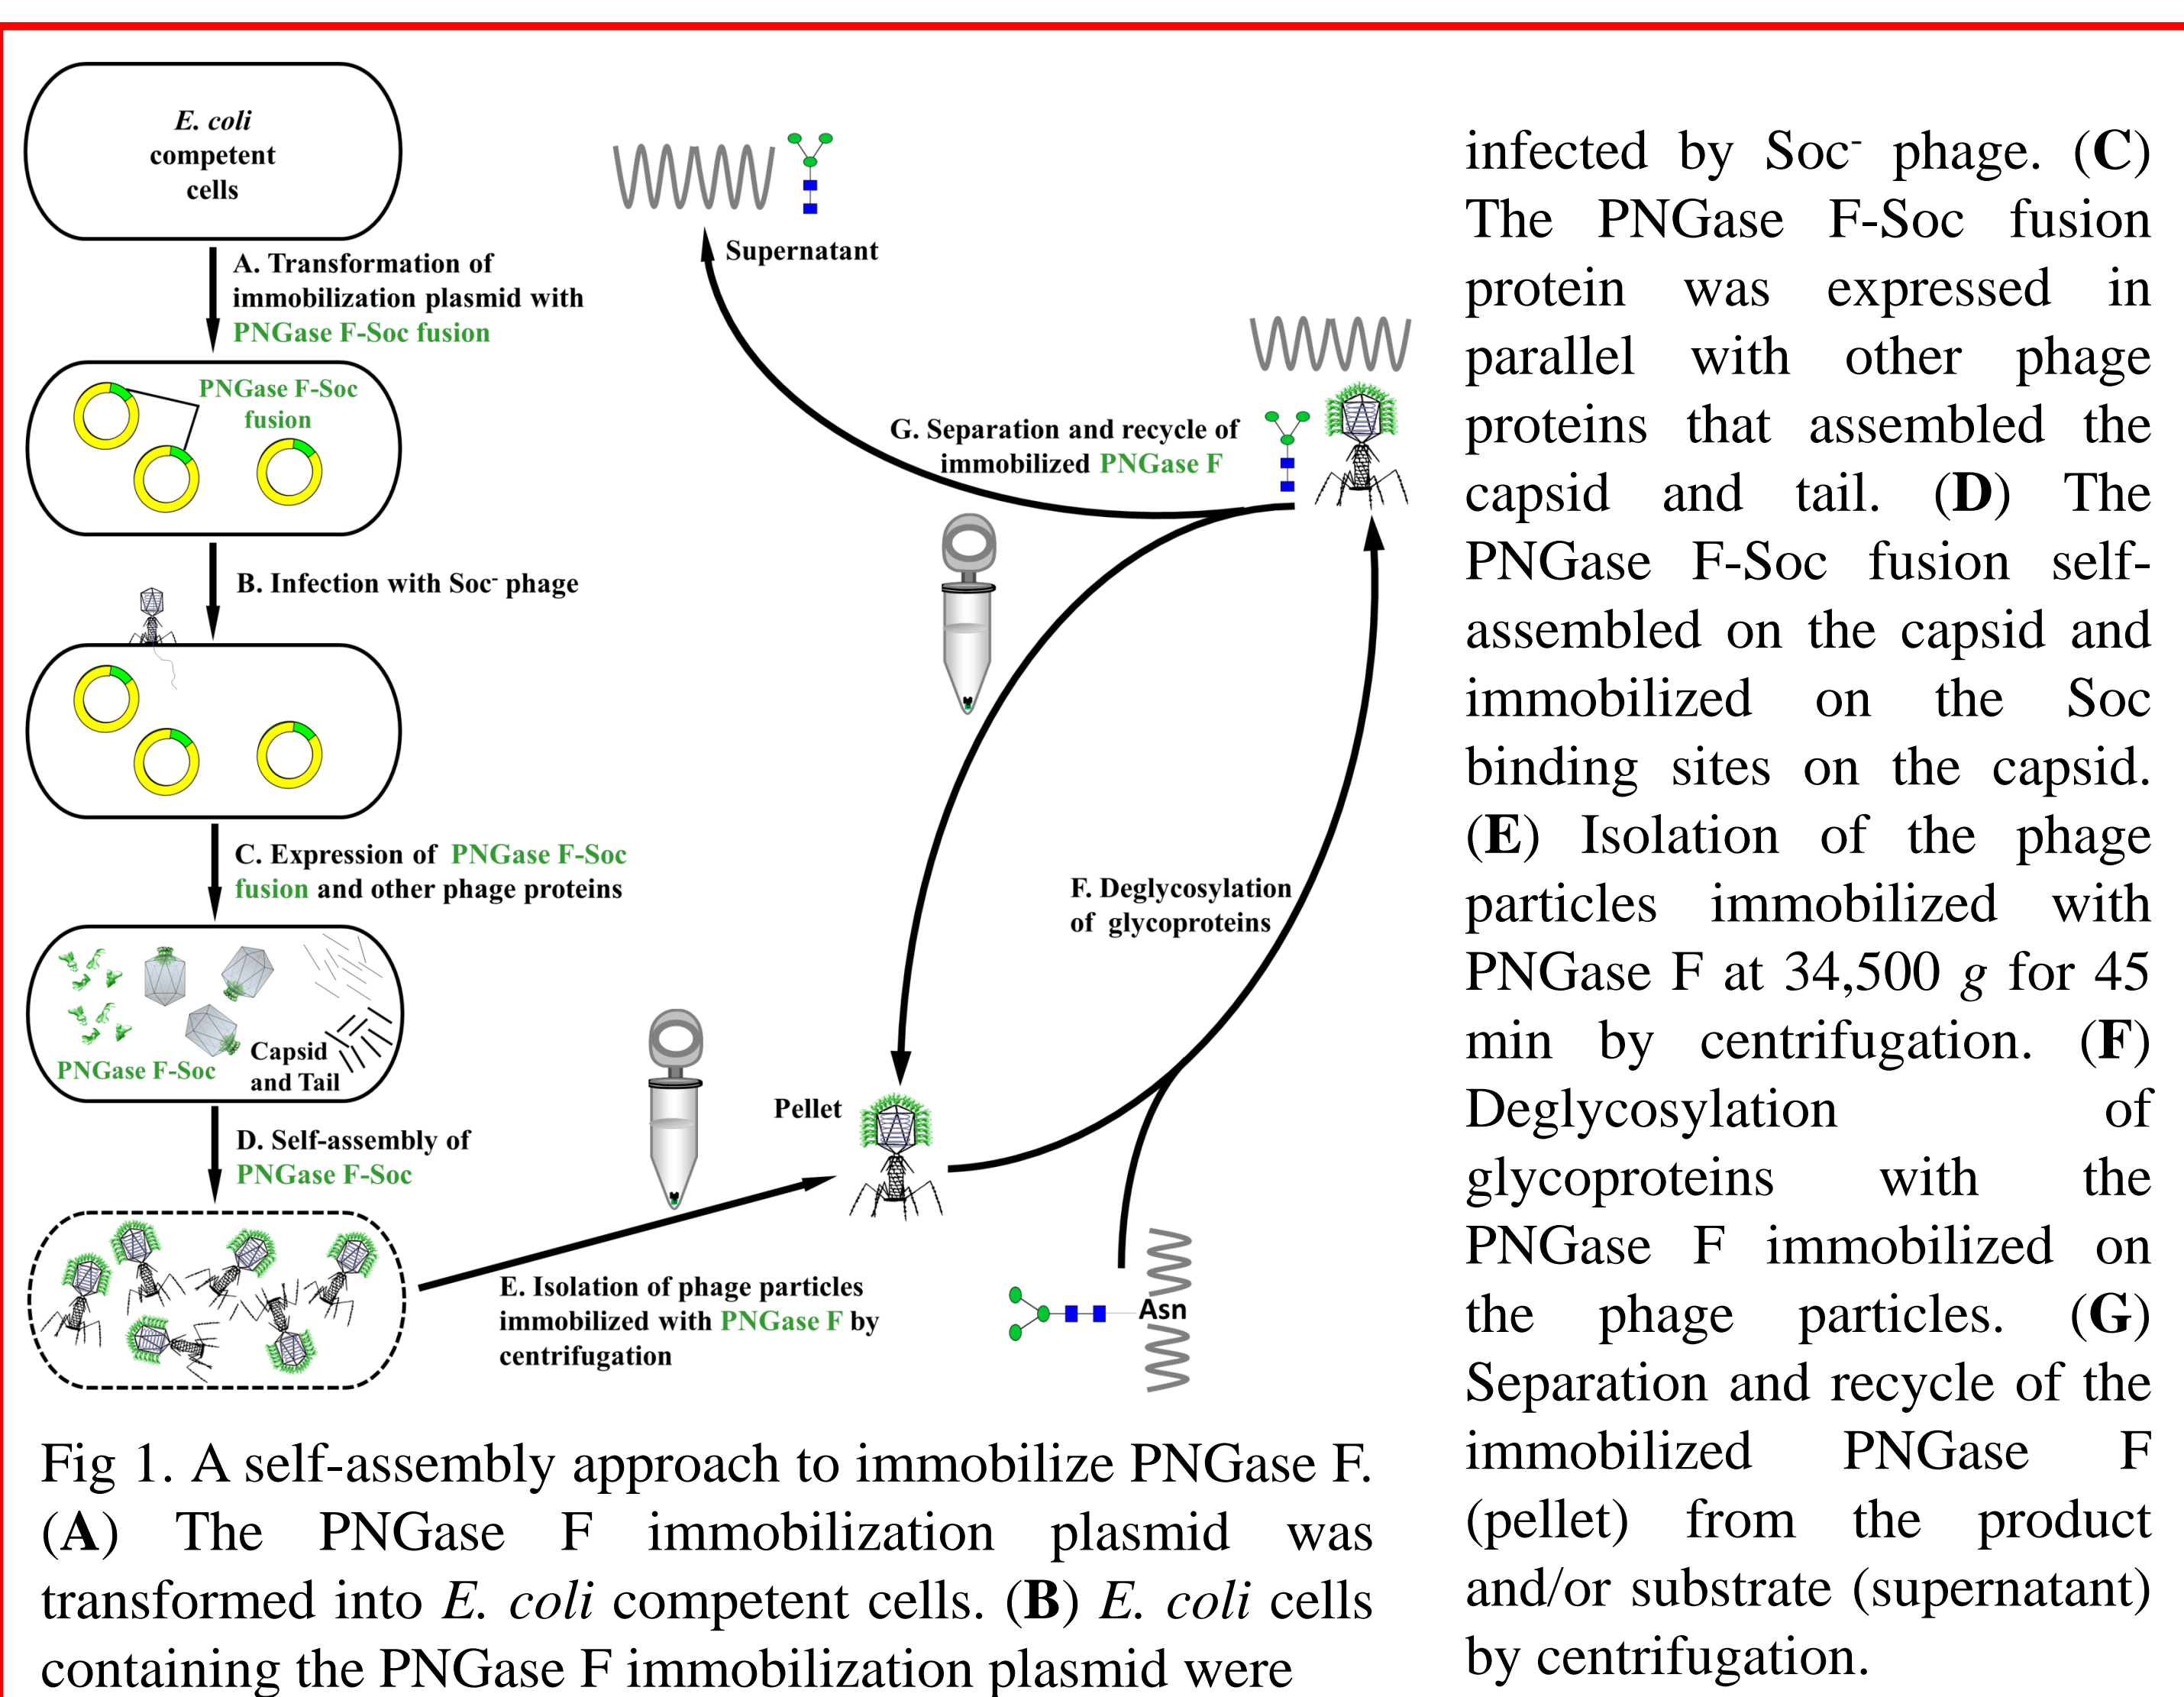 E. coli
competent
cells
A. Transformation of
immobilization plasmid with
PNGase F-Soc fusion
PNGase F-Soc
fusion
B. Infection with Soc⁻ phage
C. Expression of PNGase F-Soc
fusion and other phage proteins
PNGase F-Soc
Capsid
and Tail
D. Self-assembly of
PNGase F-Soc
E. Isolation of phage particles
immobilized with PNGase F by
centrifugation
Pellet
Asn
F. Deglycosylation
of glycoproteins
G. Separation and recycle of
immobilized PNGase F
Supernatant
Fig 1. A self-assembly approach to immobilize PNGase F.
(A) The PNGase F immobilization plasmid was
transformed into E. coli competent cells. (B) E. coli cells
containing the PNGase F immobilization plasmid were
infected by Soc⁻ phage. (C)
The PNGase F-Soc fusion
protein was expressed in
parallel with other phage
proteins that assembled the
capsid and tail. (D) The
PNGase F-Soc fusion self-
assembled on the capsid and
immobilized on the Soc
binding sites on the capsid.
(E) Isolation of the phage
particles immobilized with
PNGase F at 34,500 g for 45
min by centrifugation. (F)
Deglycosylation of
glycoproteins with the
PNGase F immobilized on
the phage particles. (G)
Separation and recycle of the
immobilized PNGase F
(pellet) from the product
and/or substrate (supernatant)
by centrifugation.